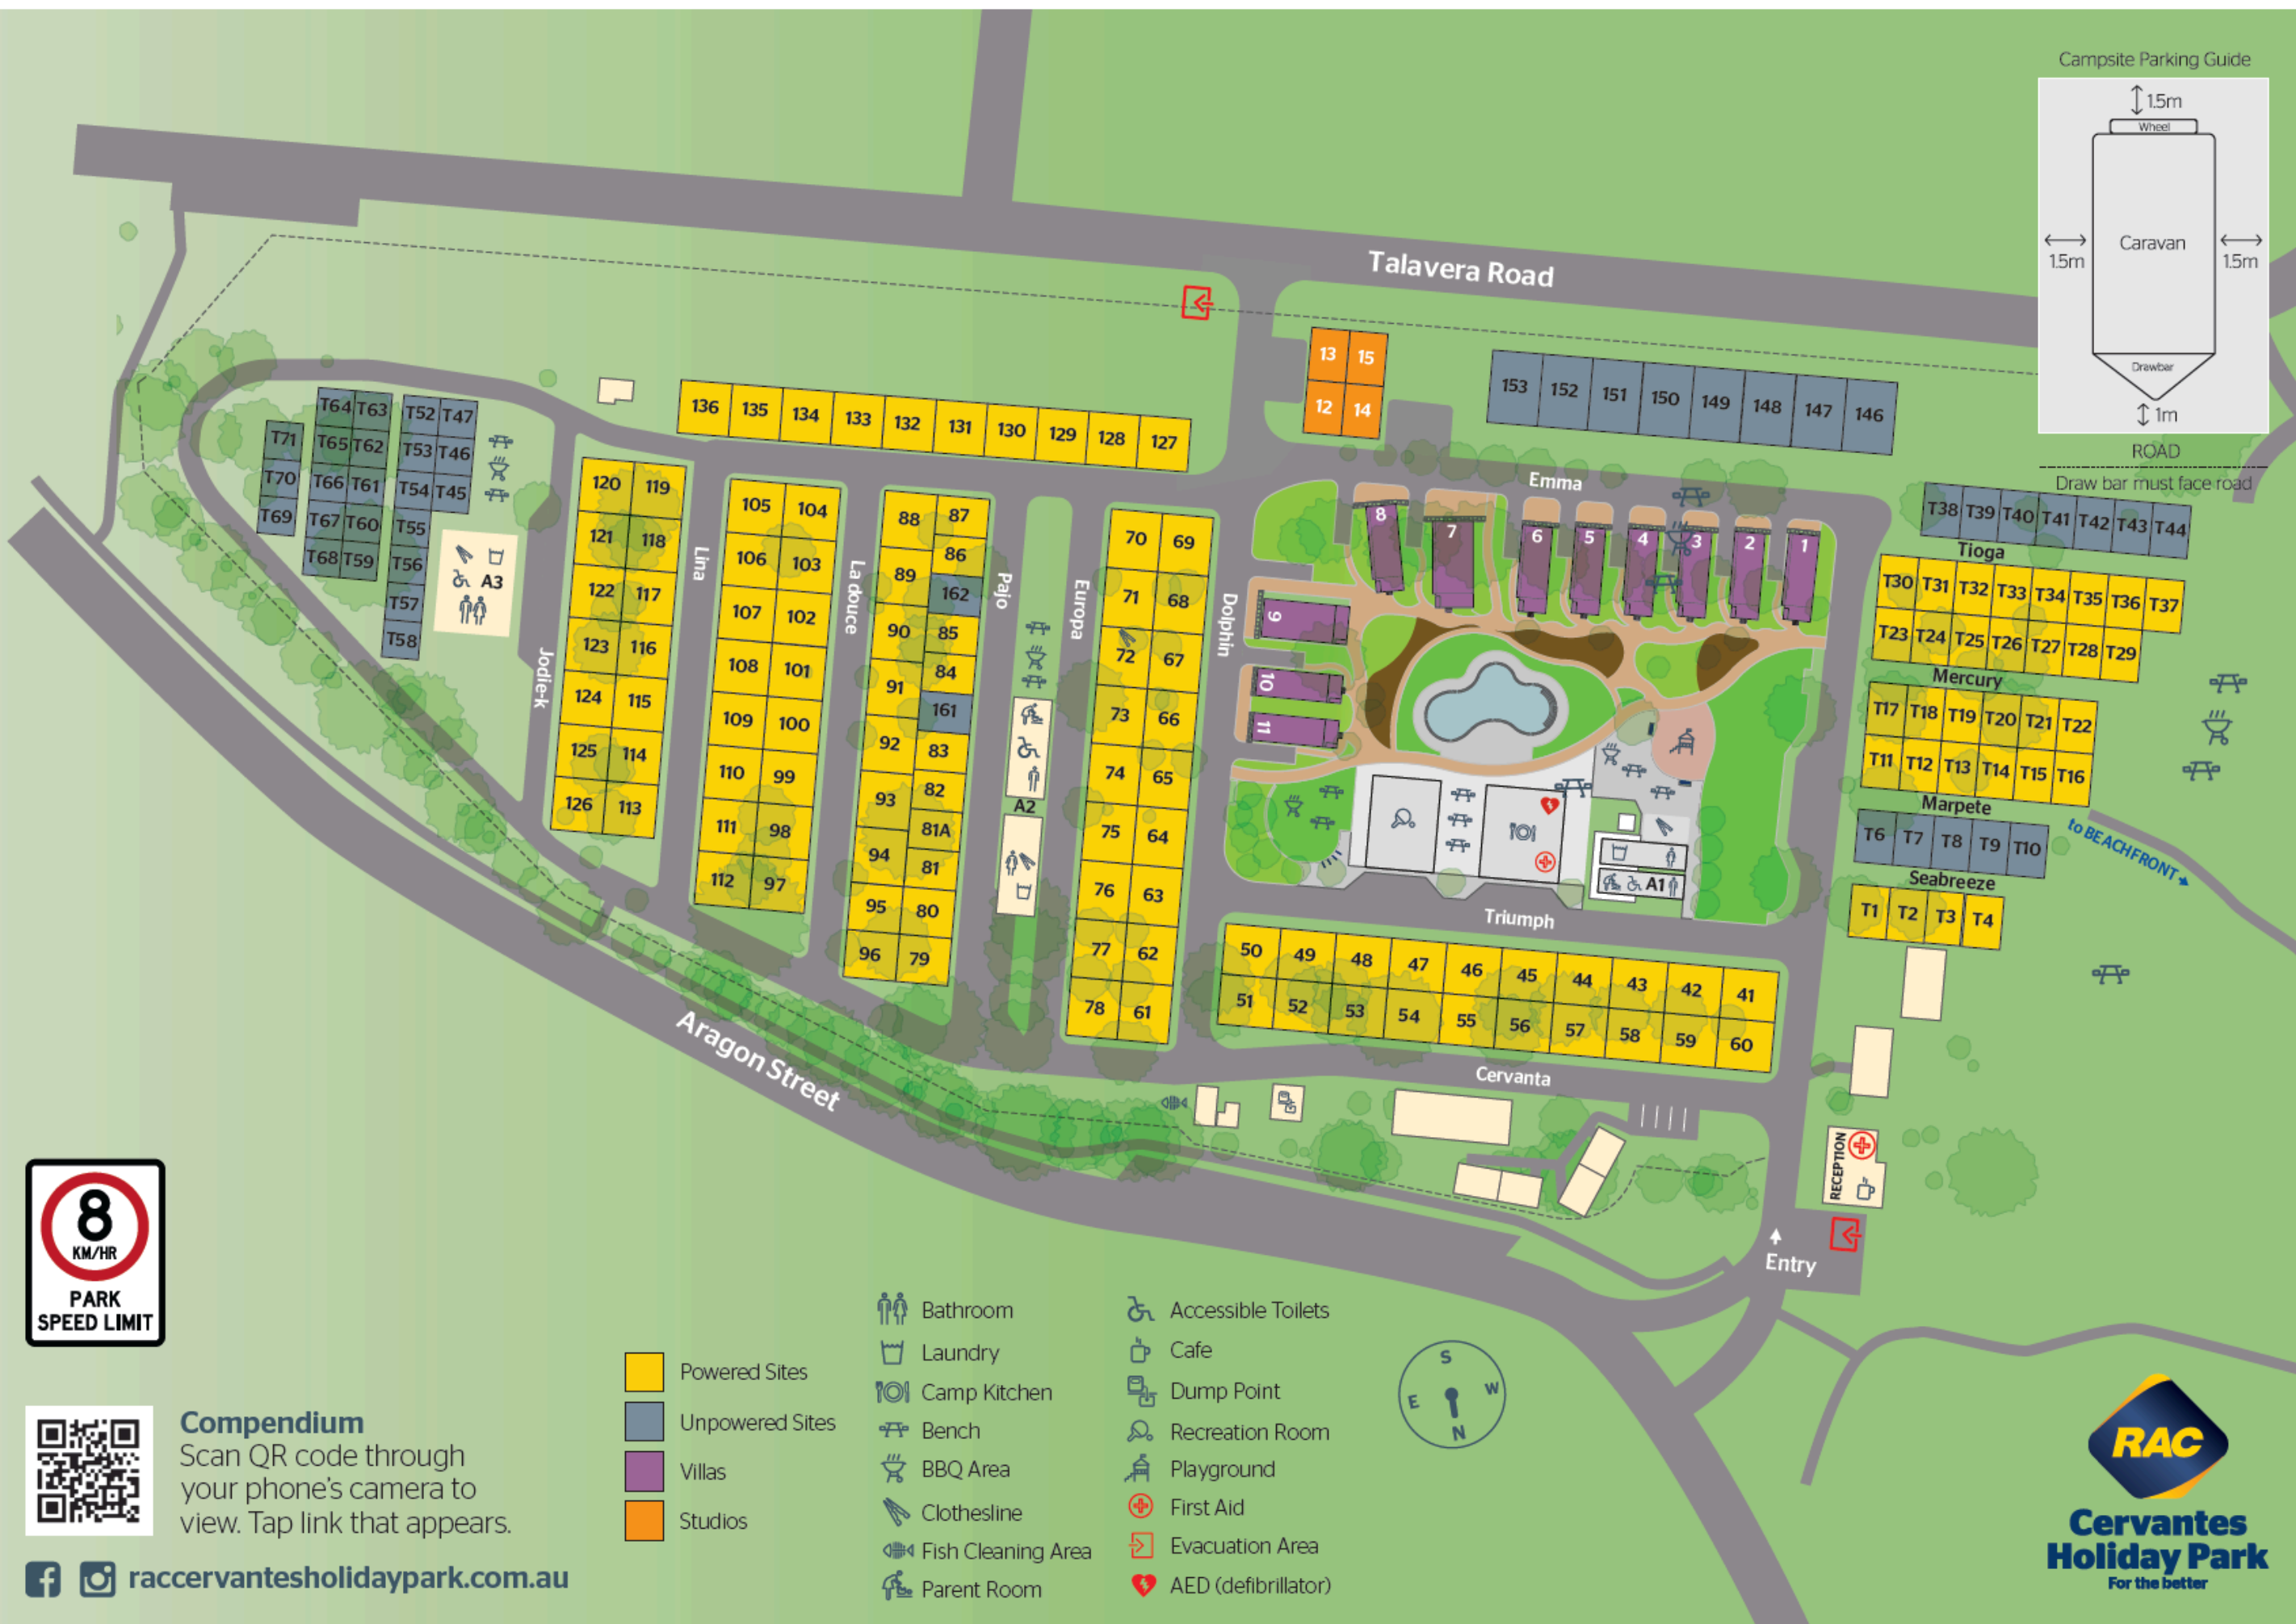 Campsite Parking Guide
1.5m
Wheel
Caravan
1.5m
1.5m
Drawbar
1m
ROAD
Draw bar must face road
Talavera Road
13 15
12 14
153 152 151 150 149 148 147 146
136 135 134 133 132 131 130 129 128 127
Emma
T64 T63
T65 T62
T66 T61
T67 T60
T68 T59
T71
T70
T69
T52 T47
T53 T46
T54 T45
T55
T56
T57
T58
A3
Jodie-k
120 119
121 118
122 117
123 116
124 115
125 114
126 113
Lina
105 104
106 103
107 102
108 101
109 100
110 99
111 98
112 97
La douce
88 87
86
89
162
90 85
84
91
161
92 83
82
93
81A
94
81
95 80
96 79
Pajo
A2
Europa
70 69
71 68
72 67
73 66
74 65
75 64
76 63
77 62
78 61
Dolphin
8 7 6 5 4 3 2 1
9
10
11
A1
Triumph
50 49 48 47 46 45 44 43 42 41
51 52 53 54 55 56 57 58 59 60
Cervanta
T38 T39 T40 T41 T42 T43 T44
Tioga
T30 T31 T32 T33 T34 T35 T36 T37
T23 T24 T25 T26 T27 T28 T29
Mercury
T17 T18 T19 T20 T21 T22
T11 T12 T13 T14 T15 T16
Marpete
T6 T7 T8 T9 T10
to BEACHFRONT
Seabreeze
T1 T2 T3 T4
RECEPTION
Entry
Aragon Street
8
KM/HR
PARK
SPEED LIMIT
Compendium
Scan QR code through
your phone's camera to
view. Tap link that appears.
raccervantesholidaypark.com.au
Powered Sites
Unpowered Sites
Villas
Studios
Bathroom
Laundry
Camp Kitchen
Bench
BBQ Area
Clothesline
Fish Cleaning Area
Parent Room
Accessible Toilets
Cafe
Dump Point
Recreation Room
Playground
First Aid
Evacuation Area
AED (defibrillator)
S
E W
N
RAC
Cervantes
Holiday Park
For the better